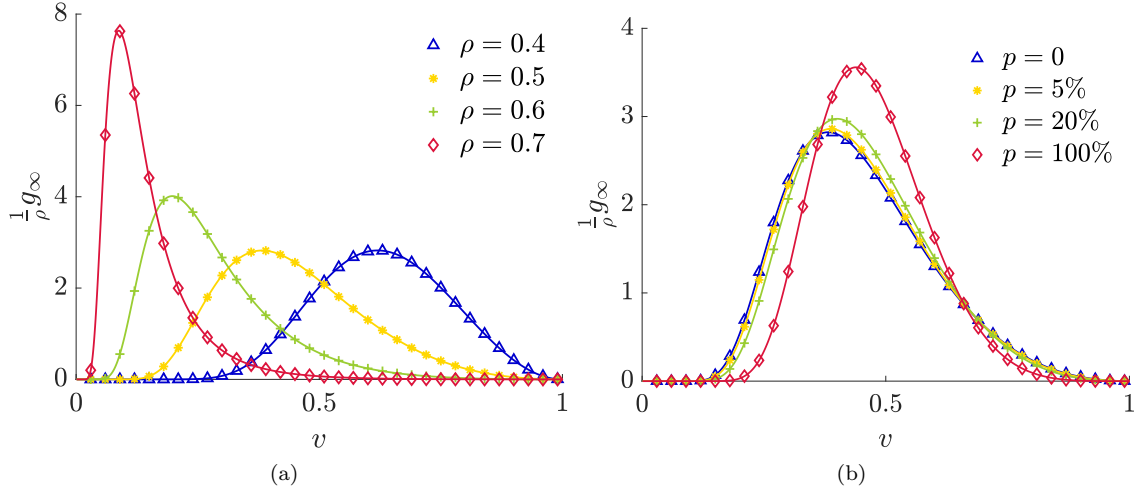 8
6
4
2
0
0
0.5
1
v
1/ρ g∞
ρ = 0.4
ρ = 0.5
ρ = 0.6
ρ = 0.7
(a)
4
3
2
1
0
0
0.5
1
v
1/ρ g∞
p = 0
p = 5%
p = 20%
p = 100%
(b)